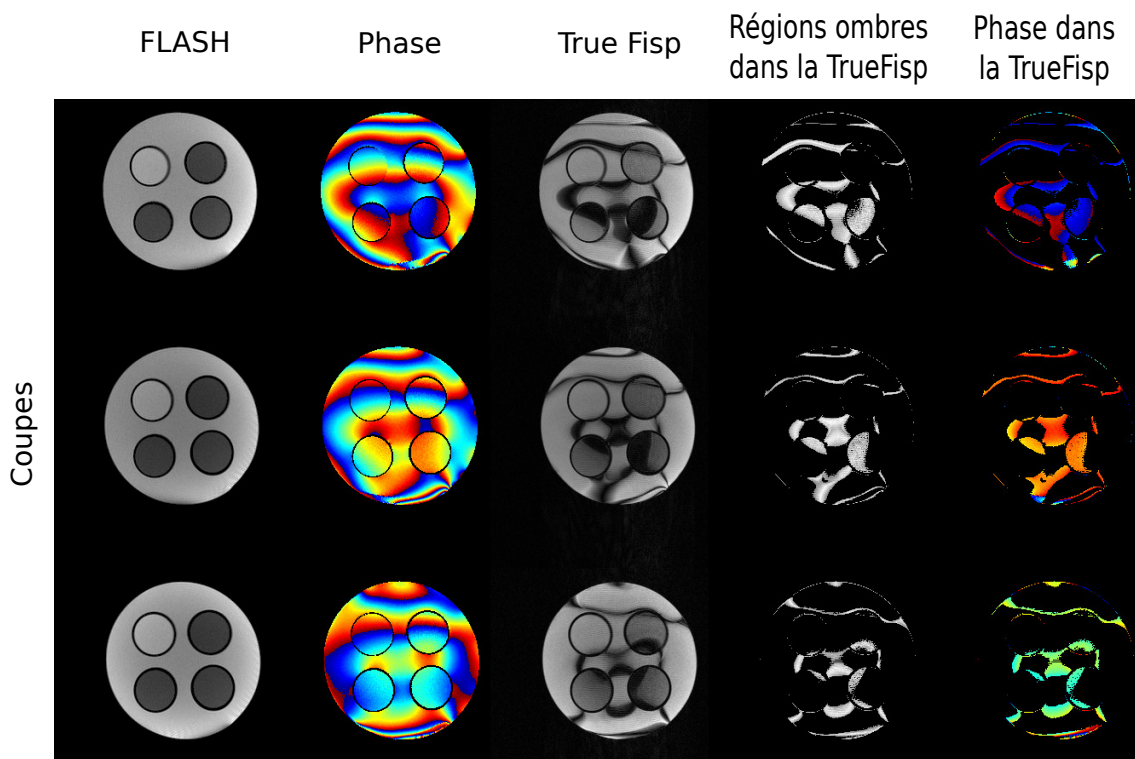 FLASH
Phase
True Fisp
Régions ombres
dans la TrueFisp
Phase dans
la TrueFisp
Coupes